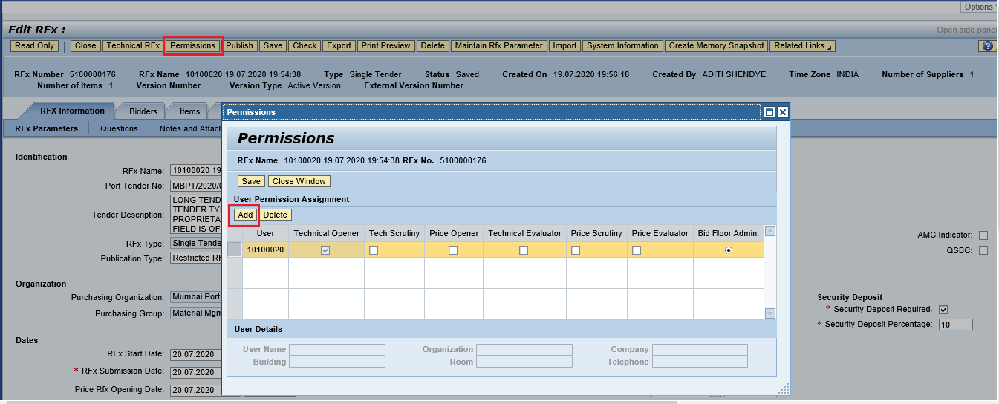 Options
Edit RFx :
Open side panel
Read Only Close Technical RFx Permissions Publish Save Check Export Print Preview Delete Maintain Rfx Parameter Import System Information Create Memory Snapshot Related Links
RFx Number 5100000176 RFx Name 10100020 19.07.2020 19:54:38 Type Single Tender Status Saved Created On 19.07.2020 19:56:18 Created By ADITI SHENDYE Time Zone INDIA Number of Suppliers 1
Number of Items 1 Version Number Version Type Active Version External Version Number
RFX Information Bidders Items
RFx Parameters Questions Notes and Attach
Identification
RFx Name: 10100020 19
Port Tender No: MBPT/2020/
Tender Description: LONG TEND
TENDER TY
PROPRIETA
FIELD IS OF
RFx Type: Single Tende
Publication Type: Restricted RF
Organization
Purchasing Organization: Mumbai Port
Purchasing Group: Material Mgm
Dates
RFx Start Date: 20.07.2020
* RFx Submission Date: 20.07.2020
Price Rfx Opening Date: 20.07.2020
Permissions
Permissions
RFx Name 10100020 19.07.2020 19:54:38 RFx No. 5100000176
Save Close Window
User Permission Assignment
Add Delete
User Technical Opener Tech Scrutiny Price Opener Technical Evaluator Price Scrutiny Price Evaluator Bid Floor Admin.
10100020
User Details
User Name Organization Company
Building Room Telephone
AMC Indicator:
QSBC:
Security Deposit
* Security Deposit Required:
* Security Deposit Percentage: 10